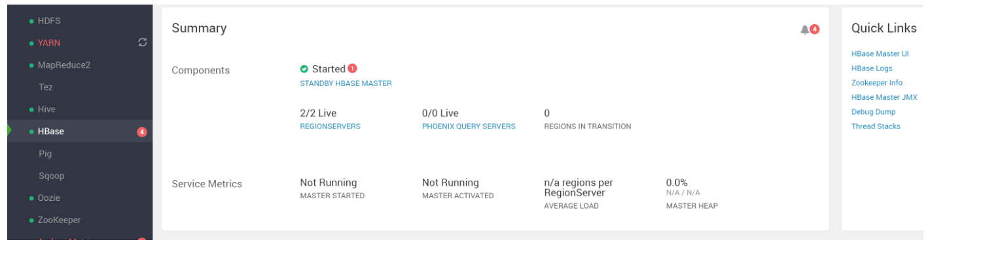 HDFS
YARN
MapReduce2
Tez
Hive
HBase 4
Pig
Sqoop
Oozie
ZooKeeper
Summary
4
Components
Started 1
STANDBY HBASE MASTER
2/2 Live
REGIONSERVERS
0/0 Live
PHOENIX QUERY SERVERS
0
REGIONS IN TRANSITION
Service Metrics
Not Running
MASTER STARTED
Not Running
MASTER ACTIVATED
n/a regions per
RegionServer
AVERAGE LOAD
0.0%
N/A / N/A
MASTER HEAP
Quick Links
HBase Master UI
HBase Logs
Zookeeper Info
HBase Master JMX
Debug Dump
Thread Stacks